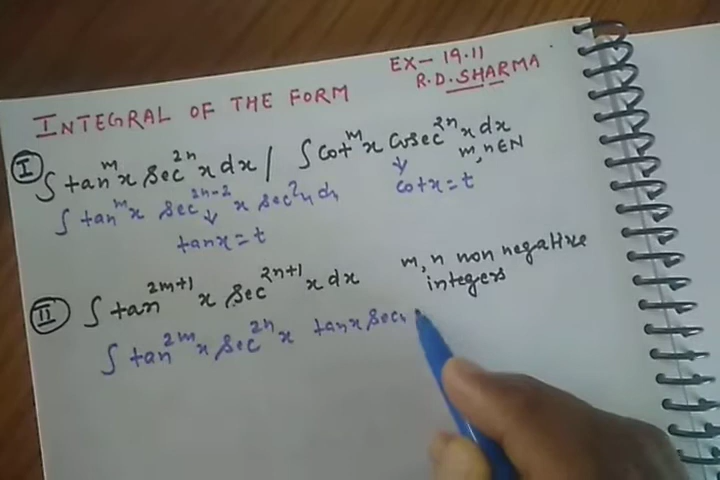 EX- 19.11
R.D. SHARMA
INTEGRAL OF THE FORM
I ∫ tan^m x sec^2n x dx / ∫ cot^m x cosec^2n x dx
m, n ∈ N
∫ tan^m x sec^2n-2 x sec^2 x dx
cot x = t
tan x = t
II ∫ tan^2m+1 x sec^2n+1 x dx m, n non negative
integers
∫ tan^2m x sec^2n x tan x sec x